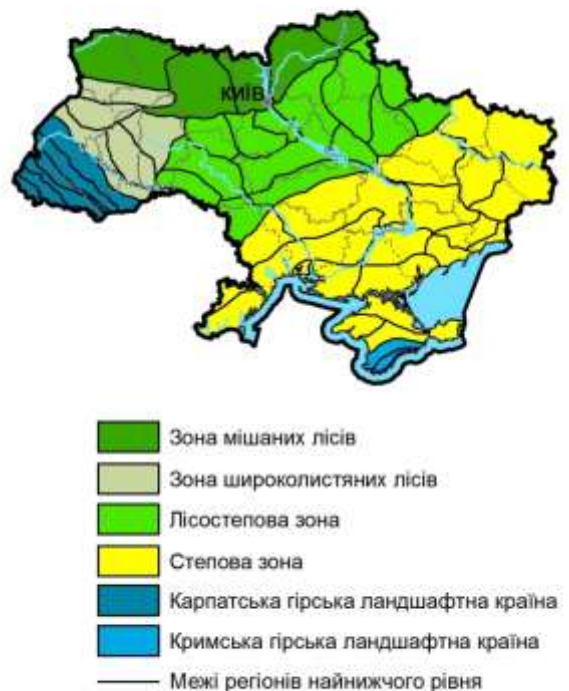 КИЇВ
Зона мішаних лісів
Зона широколистяних лісів
Лісостепова зона
Степова зона
Карпатська гірська ландшафтна країна
Кримська гірська ландшафтна країна
Межі регіонів найнижчого рівня